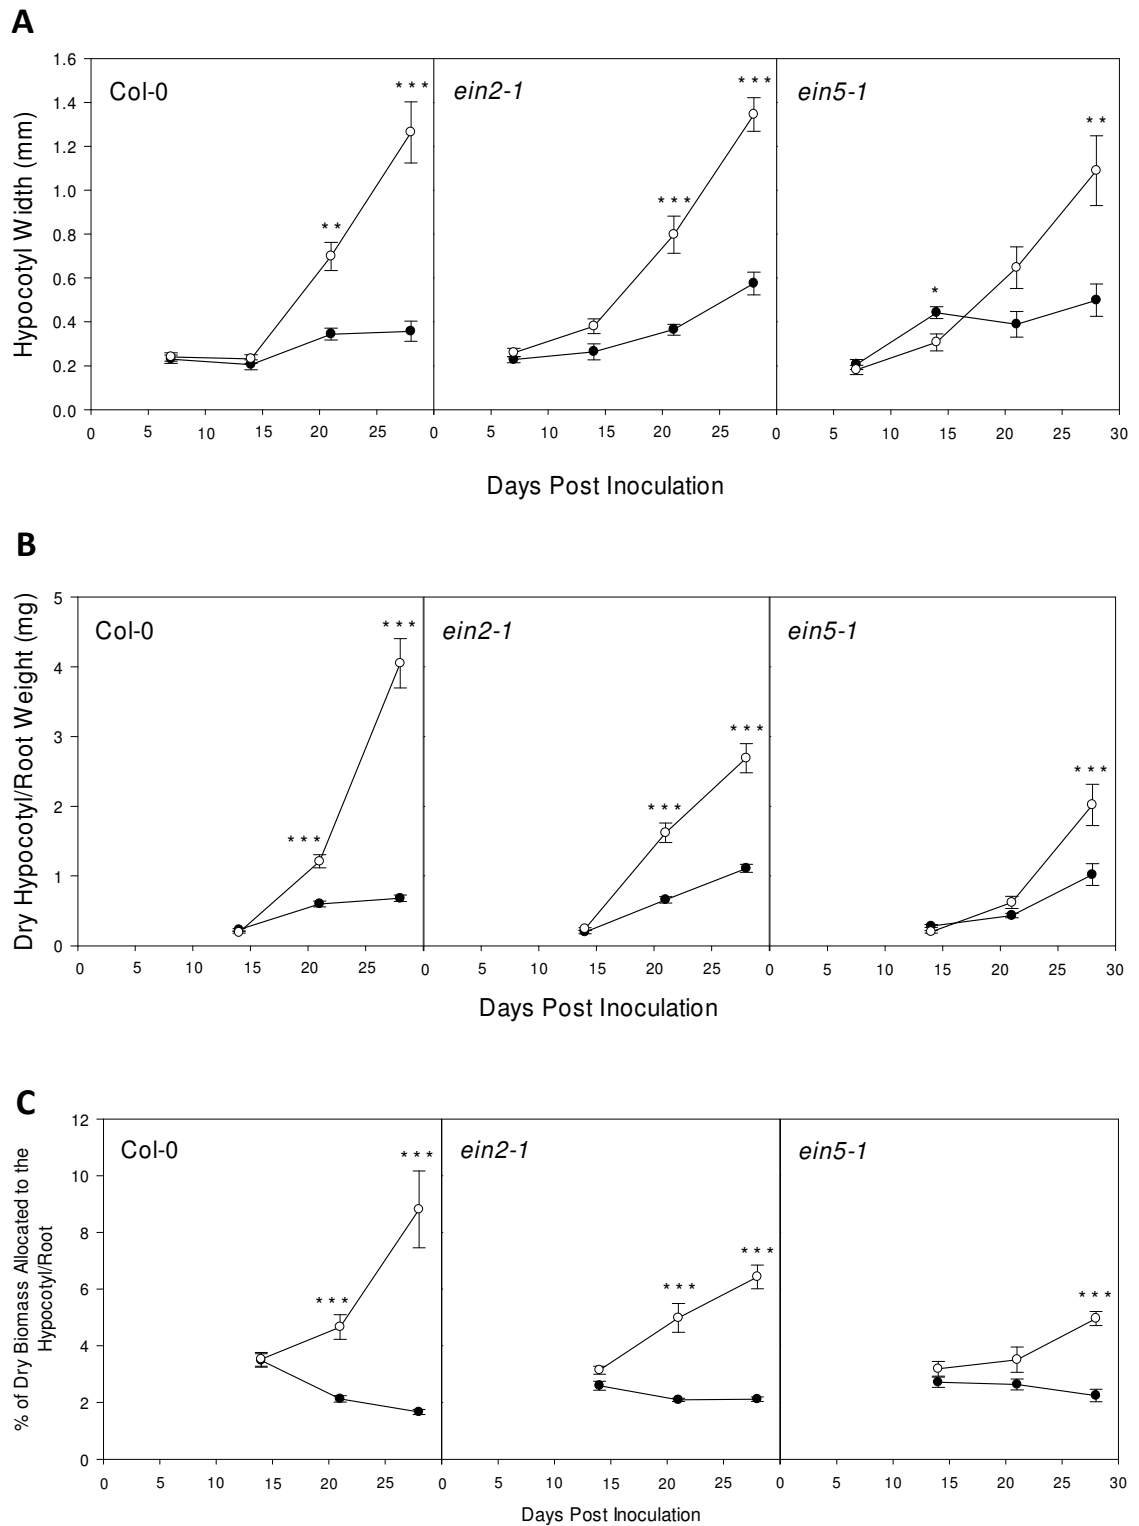 A
Hypocotyl Width (mm)
1.6
1.4
1.2
1.0
0.8
0.6
0.4
0.2
0.0
Col-0
ein2-1
ein5-1
* *
* * *
* * *
* * *
*
* *
0 5 10 15 20 25 0 5 10 15 20 25 0 5 10 15 20 25 30
Days Post Inoculation
B
Dry Hypocotyl/Root Weight (mg)
5
4
3
2
1
0
Col-0
ein2-1
ein5-1
* * *
* * *
* * *
* * *
* * *
0 5 10 15 20 25 0 5 10 15 20 25 0 5 10 15 20 25 30
Days Post Inoculation
C
% of Dry Biomass Allocated to the
Hypocotyl/Root
12
10
8
6
4
2
0
Col-0
ein2-1
ein5-1
* * *
* * *
* * *
* * *
* * *
0 5 10 15 20 25 0 5 10 15 20 25 0 5 10 15 20 25 30
Days Post Inoculation